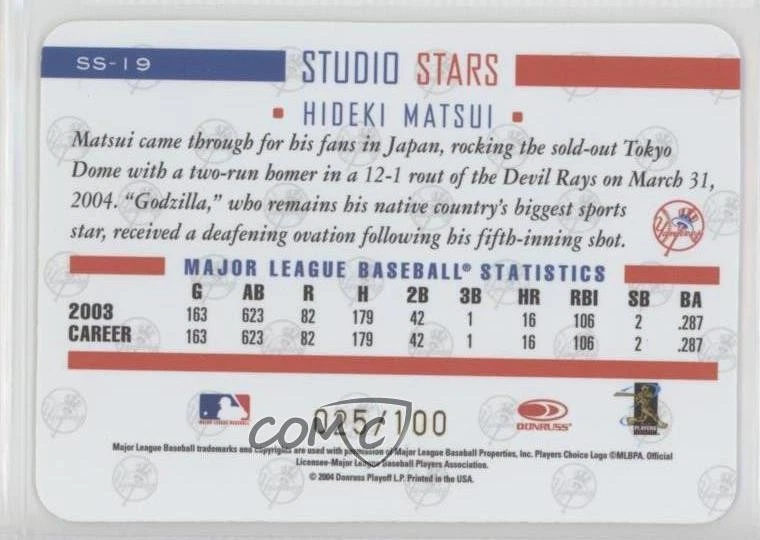 SS-19
STUDIO STARS
HIDEKI MATSUI
Matsui came through for his fans in Japan, rocking the sold-out Tokyo
Dome with a two-run homer in a 12-1 rout of the Devil Rays on March 31,
2004. "Godzilla," who remains his native country's biggest sports
star, received a deafening ovation following his fifth-inning shot.
MAJOR LEAGUE BASEBALL® STATISTICS
G AB R H 2B 3B HR RBI SB BA
2003 163 623 82 179 42 1 16 106 2 .287
CAREER 163 623 82 179 42 1 16 106 2 .287
025/100
COMC
DONRUSS
PLAYERS
Major League Baseball trademarks and copyrights are used with permission of Major League Baseball Properties, Inc. Players Choice Logo ©MLBPA. Official
Licensee-Major League Baseball Players Association.
© 2004 Donruss Playoff L.P. Printed in the USA.